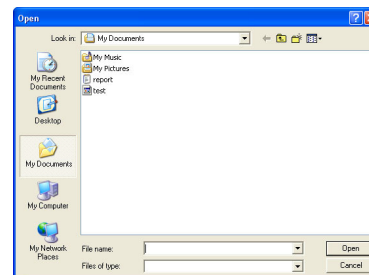 Open
Look in: My Documents
My Recent
Documents
Desktop
My Documents
My Computer
My Network
Places
My Music
My Pictures
report
test
File name:
Open
Files of type:
Cancel